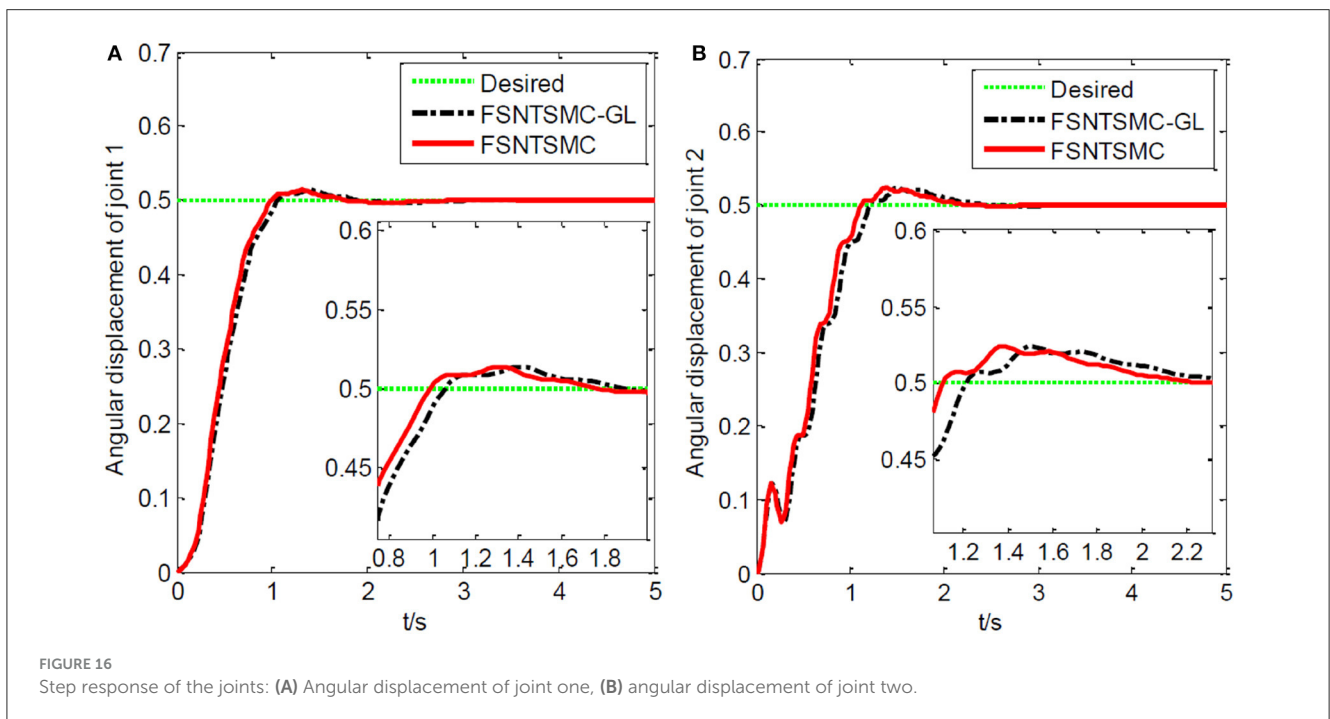 A
0.7
0.6
0.5
0.4
0.3
0.2
0.1
0
Angular displacement of joint 1
Desired
FSNTSMC-GL
FSNTSMC
0.6
0.55
0.5
0.45
0.8 1 1.2 1.4 1.6 1.8
0 1 2 3 4 5
t/s
B
0.7
0.6
0.5
0.4
0.3
0.2
0.1
0
Angular displacement of joint 2
Desired
FSNTSMC-GL
FSNTSMC
0.6
0.55
0.5
0.45
1.2 1.4 1.6 1.8 2 2.2
0 1 2 3 4 5
t/s
FIGURE 16
Step response of the joints: (A) Angular displacement of joint one, (B) angular displacement of joint two.